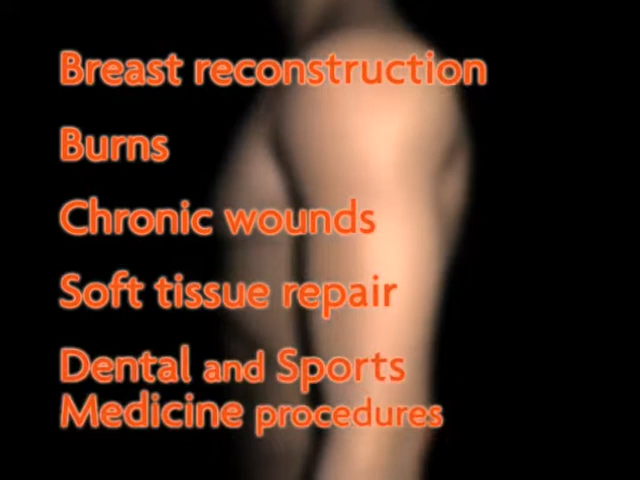 Breast reconstruction
Burns
Chronic wounds
Soft tissue repair
Dental and Sports
Medicine procedures